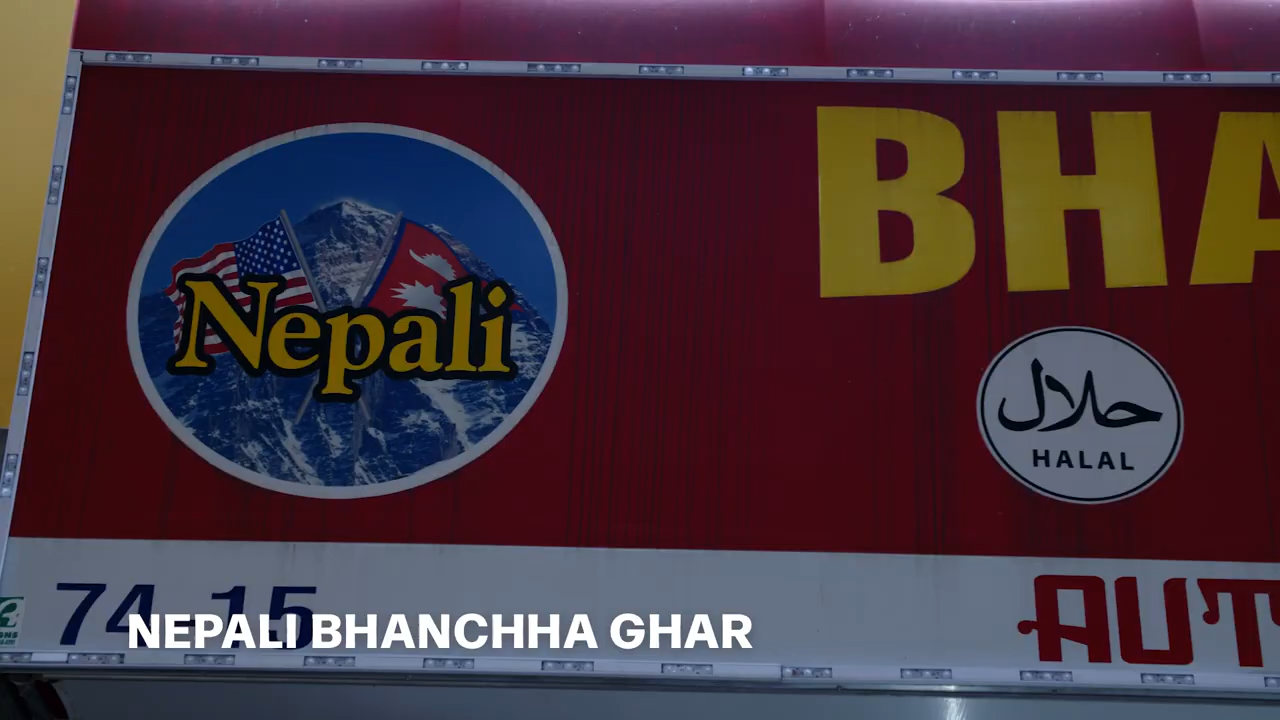 Nepali
BHA
حلال
HALAL
74-15
AUT
NEPALI BHANCHHA GHAR